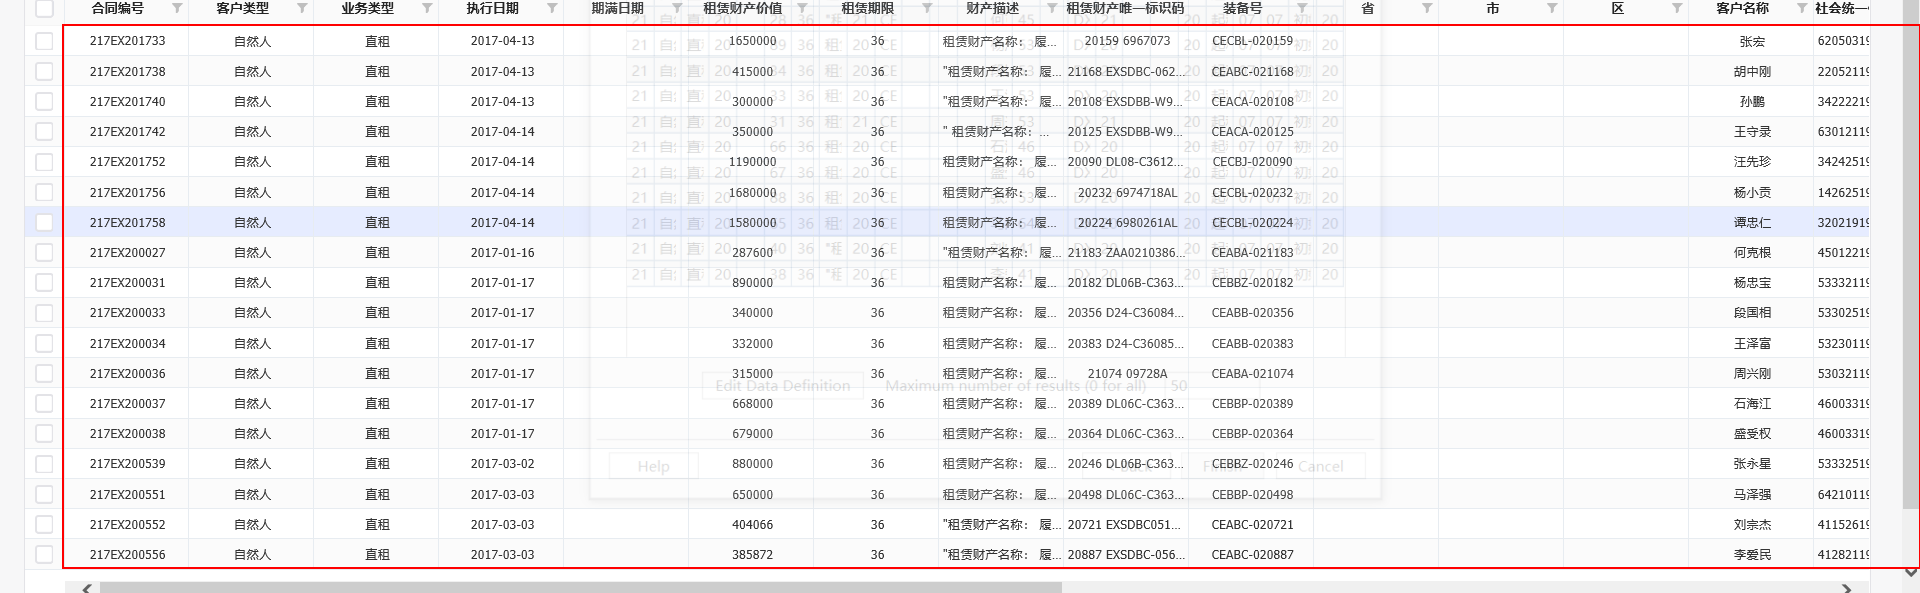 合同编号 客户类型 业务类型 执行日期 期满日期 租赁财产价值 租赁期限 财产描述 租赁财产唯一标识码 装备号 省 市 区 客户名称 社会统一
217EX201733 自然人 直租 2017-04-13 1650000 36 租赁财产名称： 履... 20159 6967073 CECBL-020159 张宏 62050319
217EX201738 自然人 直租 2017-04-13 415000 36 "租赁财产名称： 履... 21168 EXSDBC-062... CEABC-021168 胡中刚 22052119
217EX201740 自然人 直租 2017-04-13 300000 36 "租赁财产名称： 履... 20108 EXSDBB-W9... CEACA-020108 孙鹏 34222219
217EX201742 自然人 直租 2017-04-14 350000 36 " 租赁财产名称： ... 20125 EXSDBB-W9... CEACA-020125 王守录 63012119
217EX201752 自然人 直租 2017-04-14 1190000 36 租赁财产名称： 履... 20090 DL08-C3612... CECBJ-020090 汪先珍 34242519
217EX201756 自然人 直租 2017-04-14 1680000 36 租赁财产名称： 履... 20232 6974718AL CECBL-020232 杨小贡 14262519
217EX201758 自然人 直租 2017-04-14 1580000 36 租赁财产名称： 履... 20224 6980261AL CECBL-020224 谭忠仁 32021919
217EX200027 自然人 直租 2017-01-16 287600 36 "租赁财产名称： 履... 21183 ZAA0210386... CEABA-021183 何克根 45012219
217EX200031 自然人 直租 2017-01-17 890000 36 租赁财产名称： 履... 20182 DL06B-C363... CEBBZ-020182 杨忠宝 53332119
217EX200033 自然人 直租 2017-01-17 340000 36 租赁财产名称： 履... 20356 D24-C36084... CEABB-020356 段国相 53302519
217EX200034 自然人 直租 2017-01-17 332000 36 租赁财产名称： 履... 20383 D24-C36085... CEABB-020383 王泽富 53230119
217EX200036 自然人 直租 2017-01-17 315000 36 租赁财产名称： 履... 21074 09728A CEABA-021074 周兴刚 53032119
Edit Data Definition Maximum number of results (0 for all) 50
217EX200037 自然人 直租 2017-01-17 668000 36 租赁财产名称： 履... 20389 DL06C-C363... CEBBP-020389 石海江 46003319
217EX200038 自然人 直租 2017-01-17 679000 36 租赁财产名称： 履... 20364 DL06C-C363... CEBBP-020364 盛受权 46003319
217EX200539 自然人 直租 2017-03-02 880000 36 租赁财产名称： 履... 20246 DL06B-C363... CEBBZ-020246 张永星 53332519
Help Cancel
217EX200551 自然人 直租 2017-03-03 650000 36 租赁财产名称： 履... 20498 DL06C-C363... CEBBP-020498 马泽强 64210119
217EX200552 自然人 直租 2017-03-03 404066 36 "租赁财产名称： 履... 20721 EXSDBC051... CEABC-020721 刘宗杰 41152619
217EX200556 自然人 直租 2017-03-03 385872 36 "租赁财产名称： 履... 20887 EXSDBC-056... CEABC-020887 李爱民 41282119